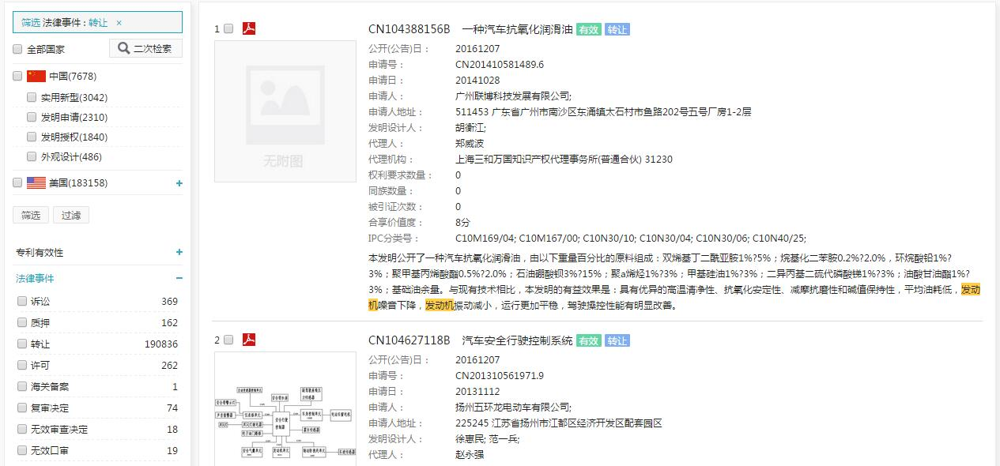 筛选 法律事件 : 转让 ×
全部国家
二次检索
中国(7678)
实用新型(3042)
发明申请(2310)
发明授权(1840)
外观设计(486)
美国(183158) +
筛选 过滤
专利有效性 +
法律事件 −
诉讼 369
质押 162
转让 190836
许可 262
海关备案 1
复审决定 74
无效审查决定 18
无效口审 19
1
CN104388156B 一种汽车抗氧化润滑油 有效 转让
无附图
公开(公告)日： 20161207
申请号： CN201410581489.6
申请日： 20141028
申请人： 广州联博科技发展有限公司;
申请人地址： 511453 广东省广州市南沙区东涌镇太石村市鱼路202号五号厂房1-2层
发明设计人： 胡衡江;
代理人： 郑威波
代理机构： 上海三和万国知识产权代理事务所(普通合伙) 31230
权利要求数量： 0
同族数量： 0
被引证次数： 0
合享价值度： 8分
IPC分类号： C10M169/04; C10M167/00; C10N30/10; C10N30/04; C10N30/06; C10N40/25;
本发明公开了一种汽车抗氧化润滑油，由以下重量百分比的原料组成：双烯基丁二酰亚胺1%?5%；烷基化二苯胺0.2%?2.0%，环烷酸铅1%?
3%；聚甲基丙烯酸酯0.5%?2.0%；石油硼酸钡3%?15%；聚a烯烃1%?3%；甲基硅油1%?3%；二异丙基二硫代磷酸锑1%?3%；油酸甘油酯1%?
3%；基础油余量。与现有技术相比，本发明的有益效果是：具有优异的高温清净性、抗氧化安定性、减摩抗磨性和碱值保持性，平均油耗低，发动
机噪音下降，发动机振动减小，运行更加平稳，驾驶操控性能有明显改善。
2
CN104627118B 汽车安全行驶控制系统 有效 转让
公开(公告)日： 20161207
申请号： CN201310561971.9
申请日： 20131112
申请人： 扬州五环龙电动车有限公司;
申请人地址： 225245 江苏省扬州市江都区经济开发区配套园区
发明设计人： 徐惠民; 范一兵;
代理人： 赵永强